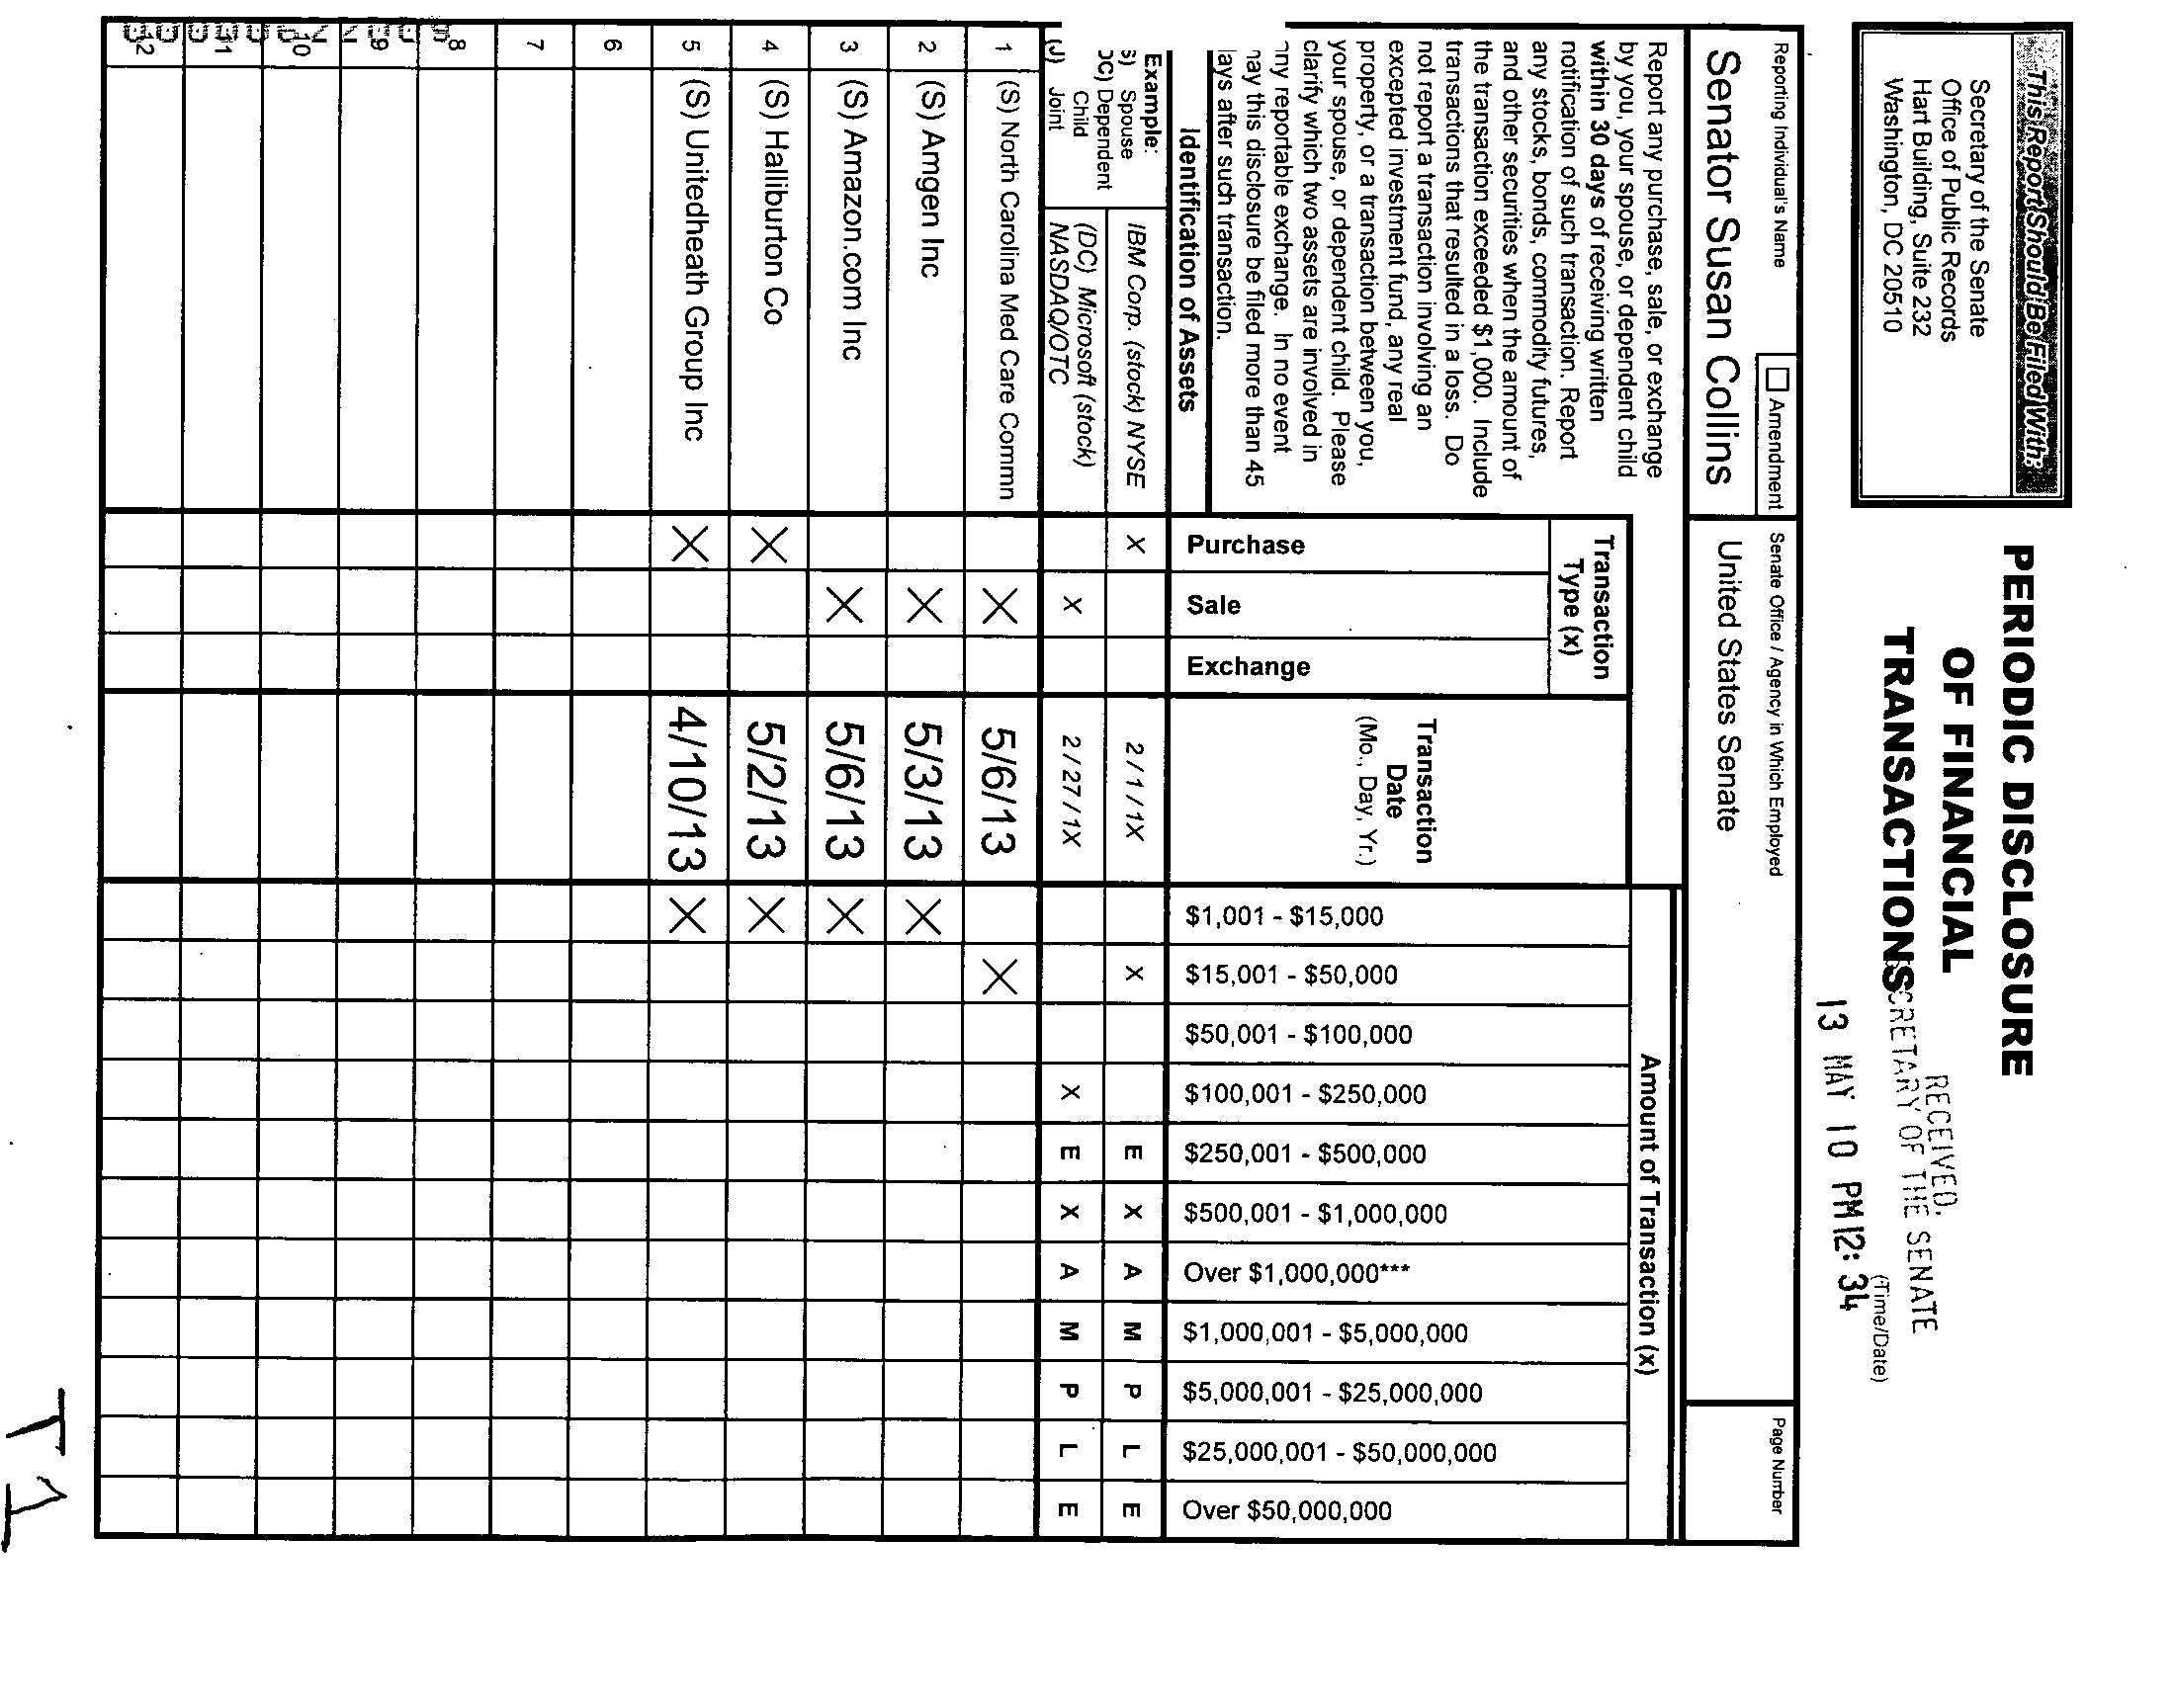 This Report Should Be Filed With:
Secretary of the Senate
Office of Public Records
Hart Building, Suite 232
Washington, DC 20510
PERIODIC DISCLOSURE
OF FINANCIAL
TRANSACTIONS
RECEIVED
SECRETARY OF THE SENATE
(Time/Date)
13 MAY 10 PM 12: 34
Reporting Individual's Name
☐ Amendment
Senate Office / Agency in Which Employed
Page Number
Senator Susan Collins
United States Senate
Report any purchase, sale, or exchange
by you, your spouse, or dependent child
within 30 days of receiving written
notification of such transaction. Report
any stocks, bonds, commodity futures,
and other securities when the amount of
the transaction exceeded $1,000. Include
transactions that resulted in a loss. Do
not report a transaction involving an
excepted investment fund, any real
property, or a transaction between you,
your spouse, or dependent child. Please
clarify which two assets are involved in
any reportable exchange. In no event
may this disclosure be filed more than 45
days after such transaction.
Identification of Assets
Transaction
Type (x)
Purchase
Sale
Exchange
Transaction
Date
(Mo., Day, Yr.)
Amount of Transaction (x)
$1,001 - $15,000
$15,001 - $50,000
$50,001 - $100,000
$100,001 - $250,000
$250,001 - $500,000
$500,001 - $1,000,000
Over $1,000,000***
$1,000,001 - $5,000,000
$5,000,001 - $25,000,000
$25,000,001 - $50,000,000
Over $50,000,000
Example:
S) Spouse
DC) Dependent
Child
(J) Joint
IBM Corp. (stock) NYSE X 2 / 1 / 1X X E X A M P L E
(DC) Microsoft (stock)
NASDAQ/OTC X 2 / 27 / 1X X E X A M P L E
1 (S) North Carolina Med Care Commn X 5/6/13 X
2 (S) Amgen Inc X 5/3/13 X
3 (S) Amazon.com Inc X 5/6/13 X
4 (S) Halliburton Co X 5/2/13 X
5 (S) Unitedheath Group Inc X 4/10/13 X
6
7
8
9
10
11
12